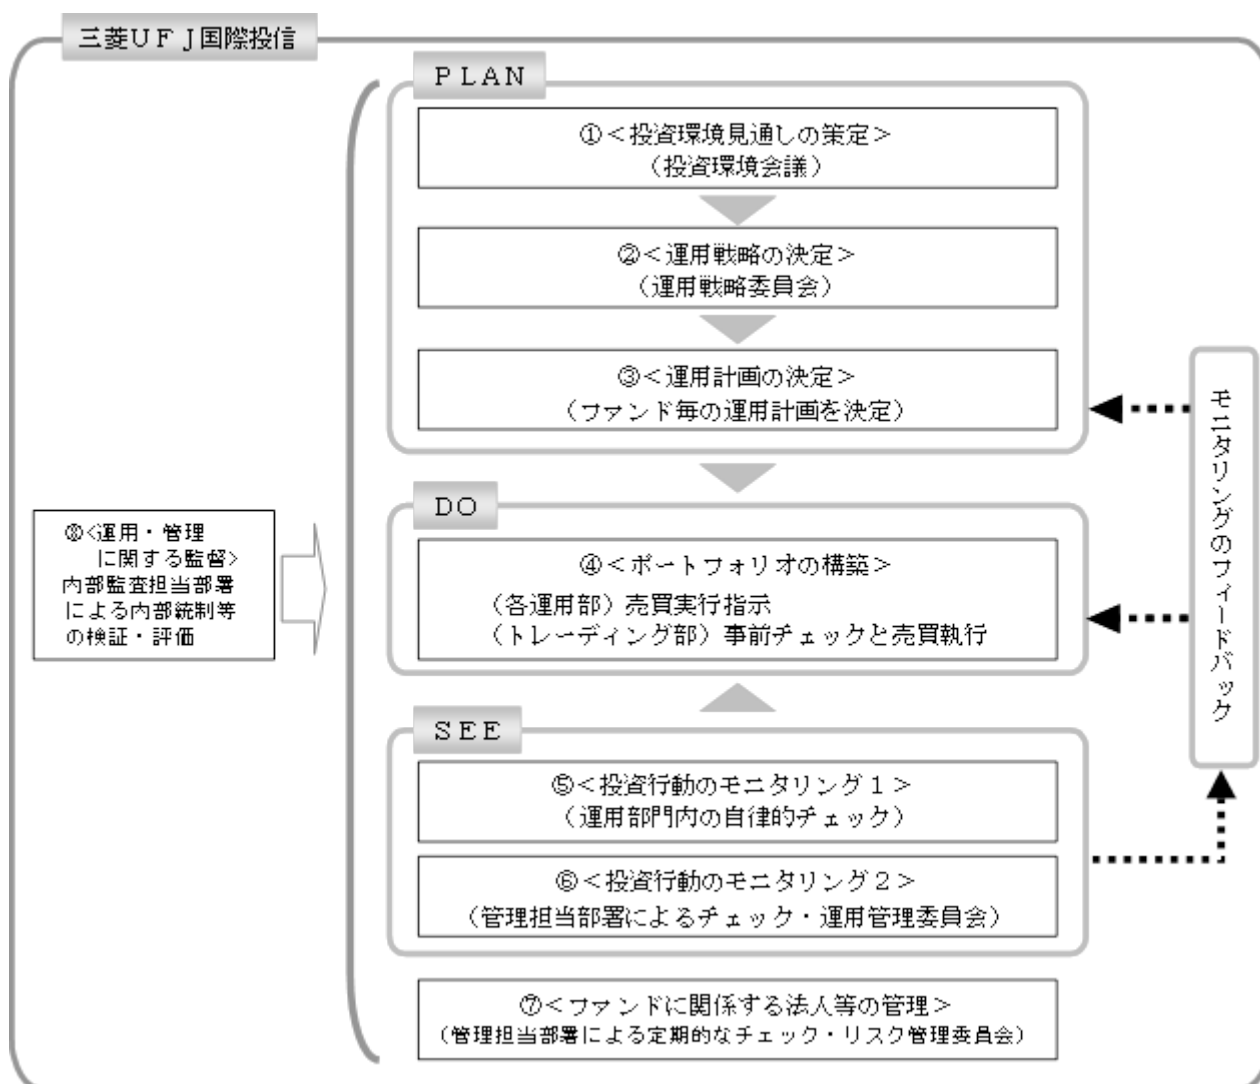 三菱ＵＦＪ国際投信
ＰＬＡＮ
①＜投資環境見通しの策定＞
（投資環境会議）
②＜運用戦略の決定＞
（運用戦略委員会）
③＜運用計画の決定＞
（ファンド毎の運用計画を決定）
ＤＯ
④＜ポートフォリオの構築＞
（各運用部）売買実行指示
（トレーディング部）事前チェックと売買執行
ＳＥＥ
⑤＜投資行動のモニタリング１＞
（運用部門内の自律的チェック）
⑥＜投資行動のモニタリング２＞
（管理担当部署によるチェック・運用管理委員会）
⑦＜ファンドに関係する法人等の管理＞
（管理担当部署による定期的なチェック・リスク管理委員会）
⑧＜運用・管理
に関する監督＞
内部監査担当部署
による内部統制等
の検証・評価
モニタリングのフィードバック